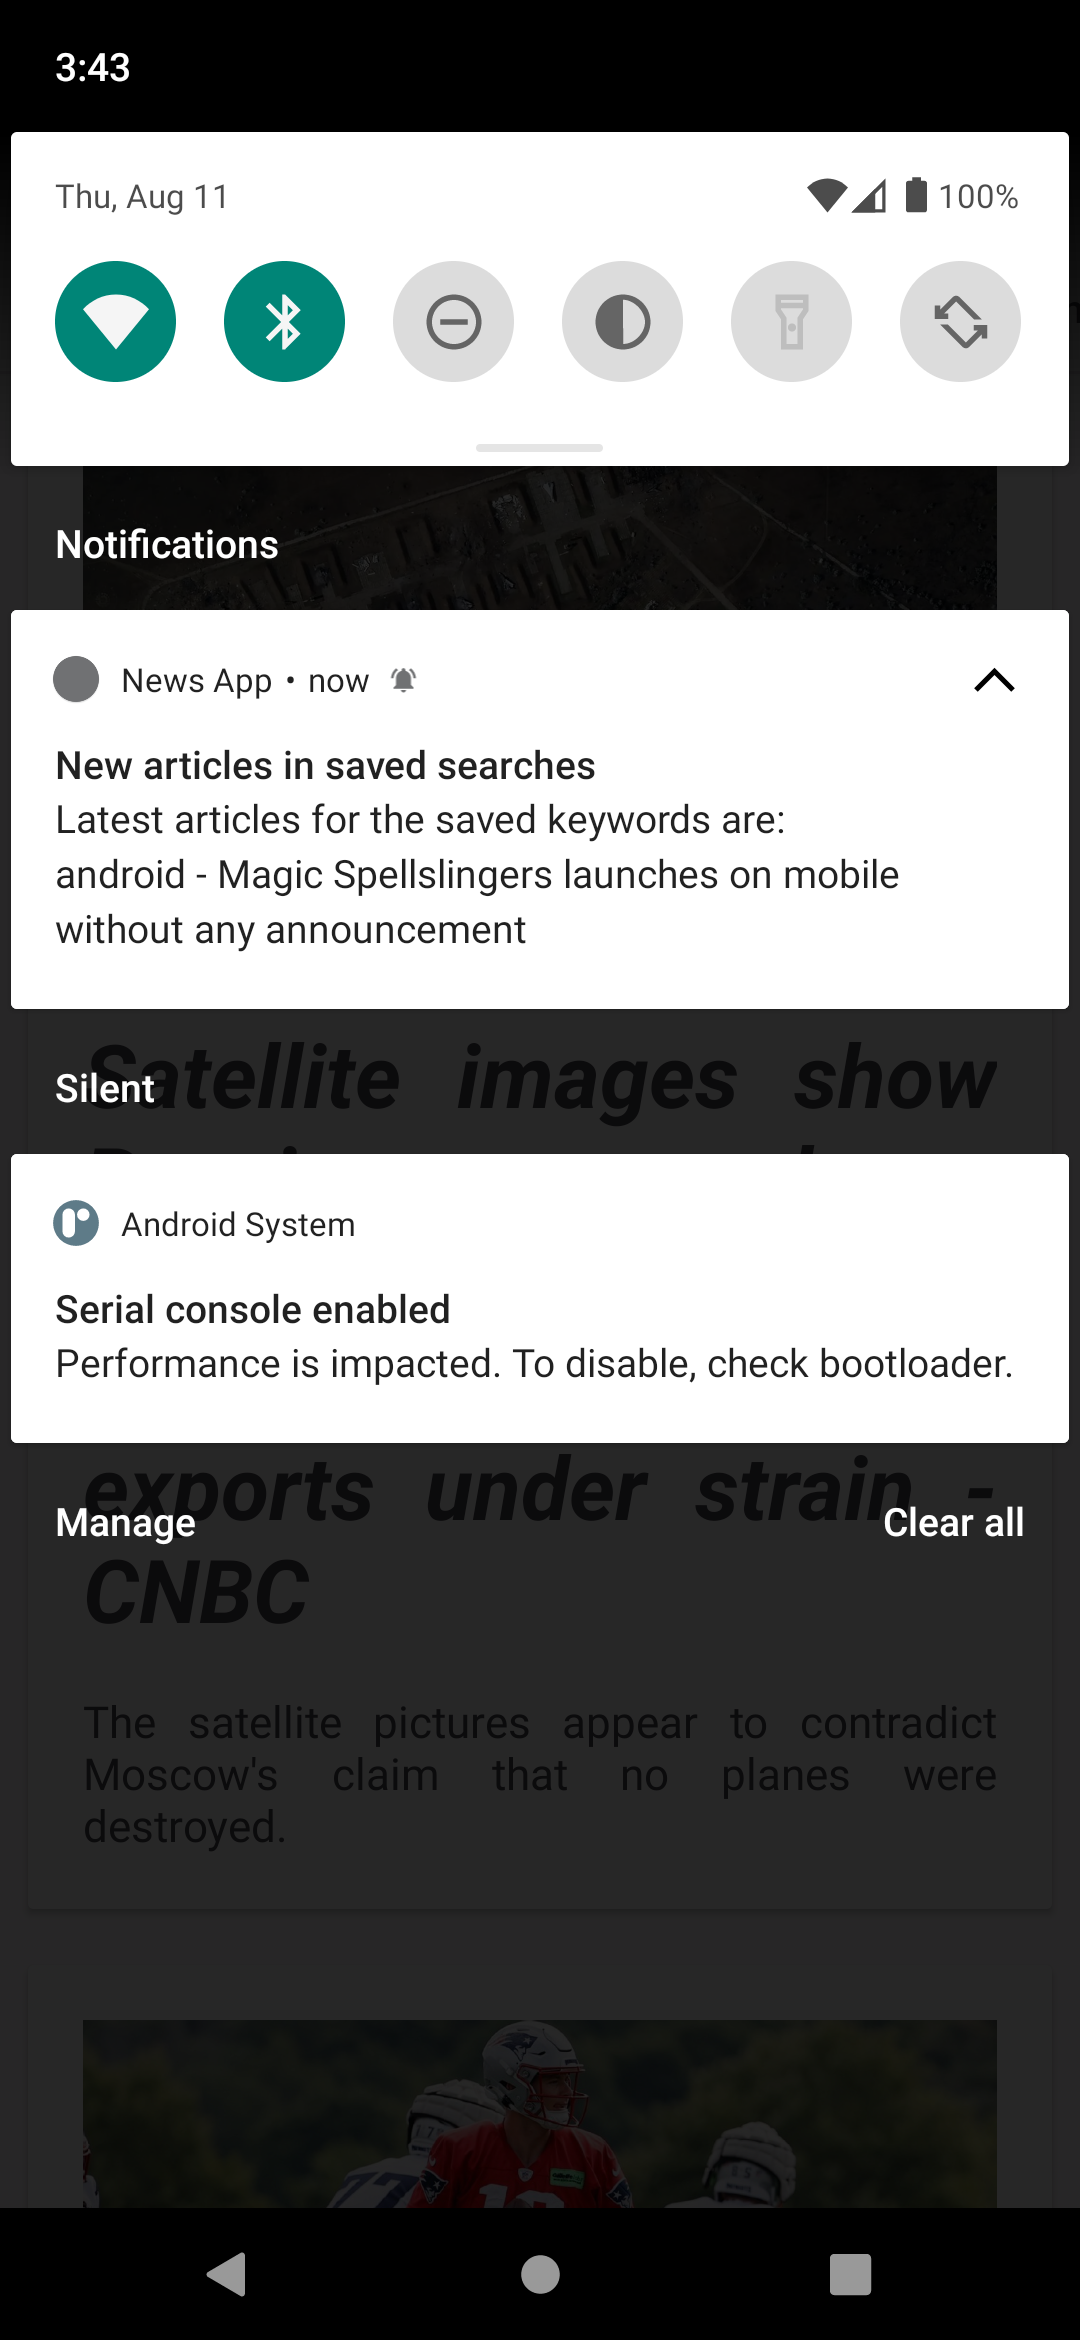 3:43
Thu, Aug 11
100%
Notifications
News App • now
New articles in saved searches
Latest articles for the saved keywords are:
android - Magic Spellslingers launches on mobile
without any announcement
Satellite images show
Silent
Android System
Serial console enabled
Performance is impacted. To disable, check bootloader.
exports under strain -
Manage
Clear all
CNBC
The satellite pictures appear to contradict
Moscow's claim that no planes were
destroyed.